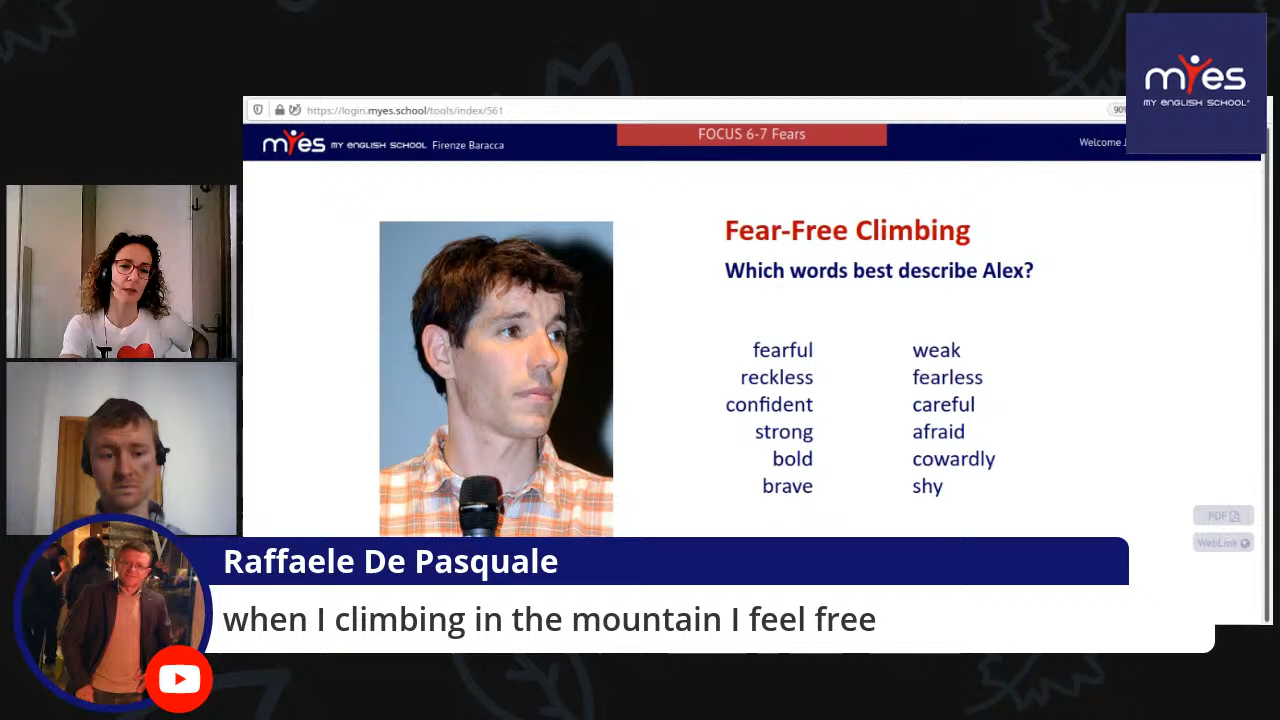 myes
MY ENGLISH SCHOOL
https://login.myes.school/tools/index/561
90%
myes MY ENGLISH SCHOOL Firenze Baracca
FOCUS 6-7 Fears
Welcome
Fear-Free Climbing
Which words best describe Alex?
fearful weak
reckless fearless
confident careful
strong afraid
bold cowardly
brave shy
PDF
WebLink
Raffaele De Pasquale
when I climbing in the mountain I feel free